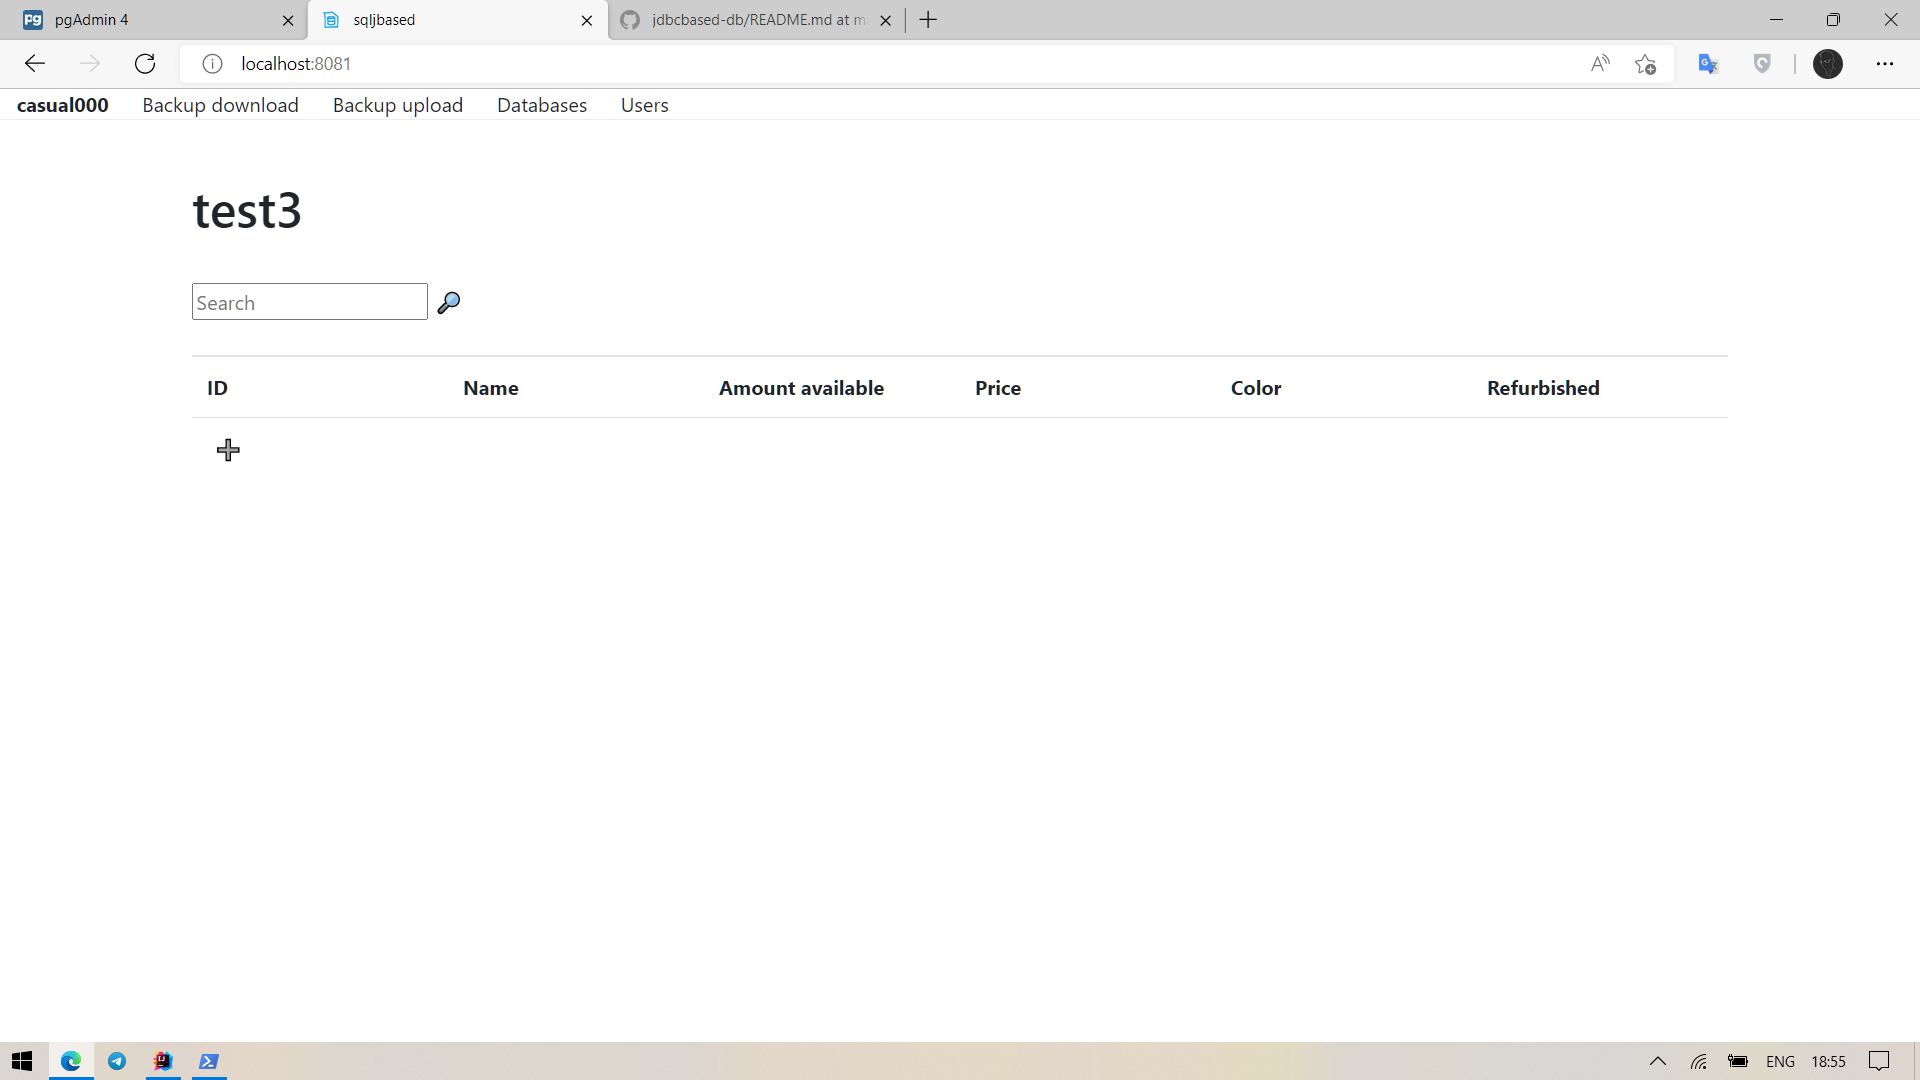 pgAdmin 4
sqljbased
jdbcbased-db/README.md at m
localhost:8081
casual000 Backup download Backup upload Databases Users
test3
Search
ID Name Amount available Price Color Refurbished
ENG 18:55